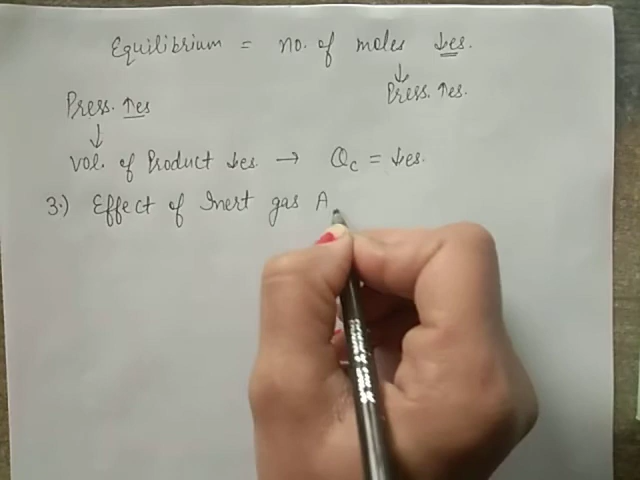 Equilibrium = no. of moles ↓es.
↓
Press. ↑es.
Press. ↑es
↓
Vol. of Product ↓es → Qc = ↓es.
3.) Effect of Inert gas A